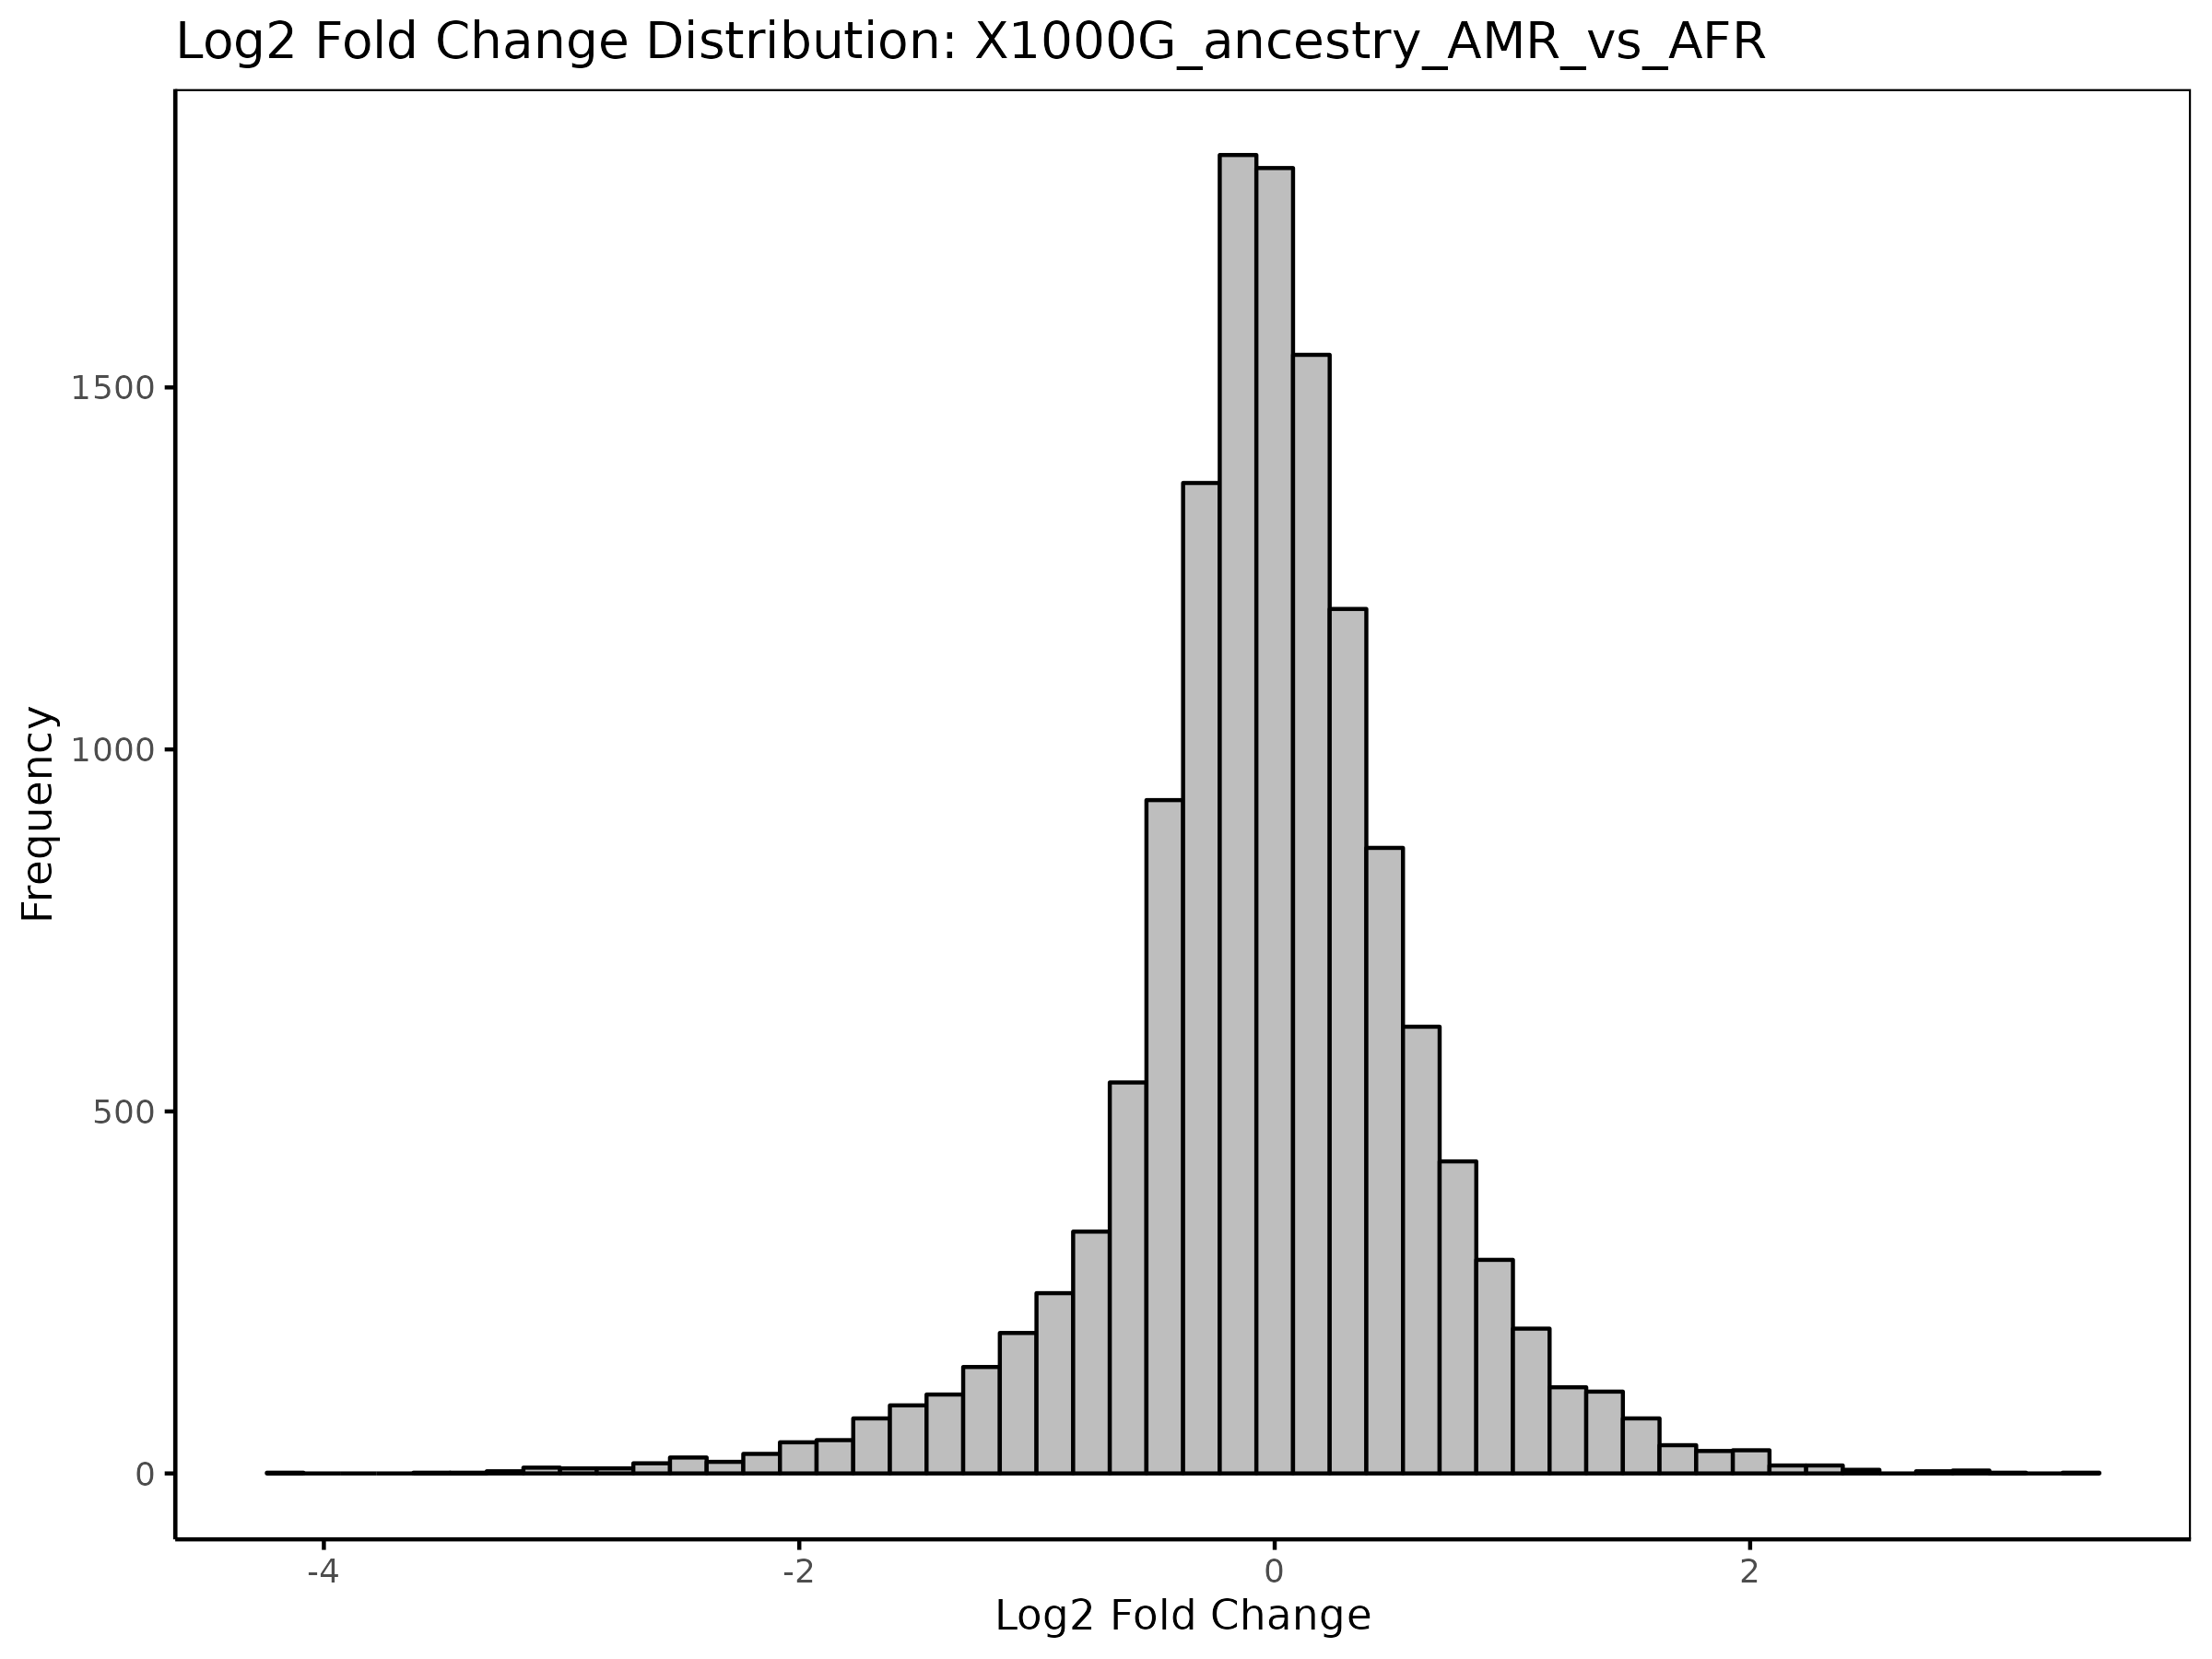 Log2 Fold Change Distribution: X1000G_ancestry_AMR_vs_AFR
Frequency
1500
1000
500
0
-4 -2 0 2
Log2 Fold Change